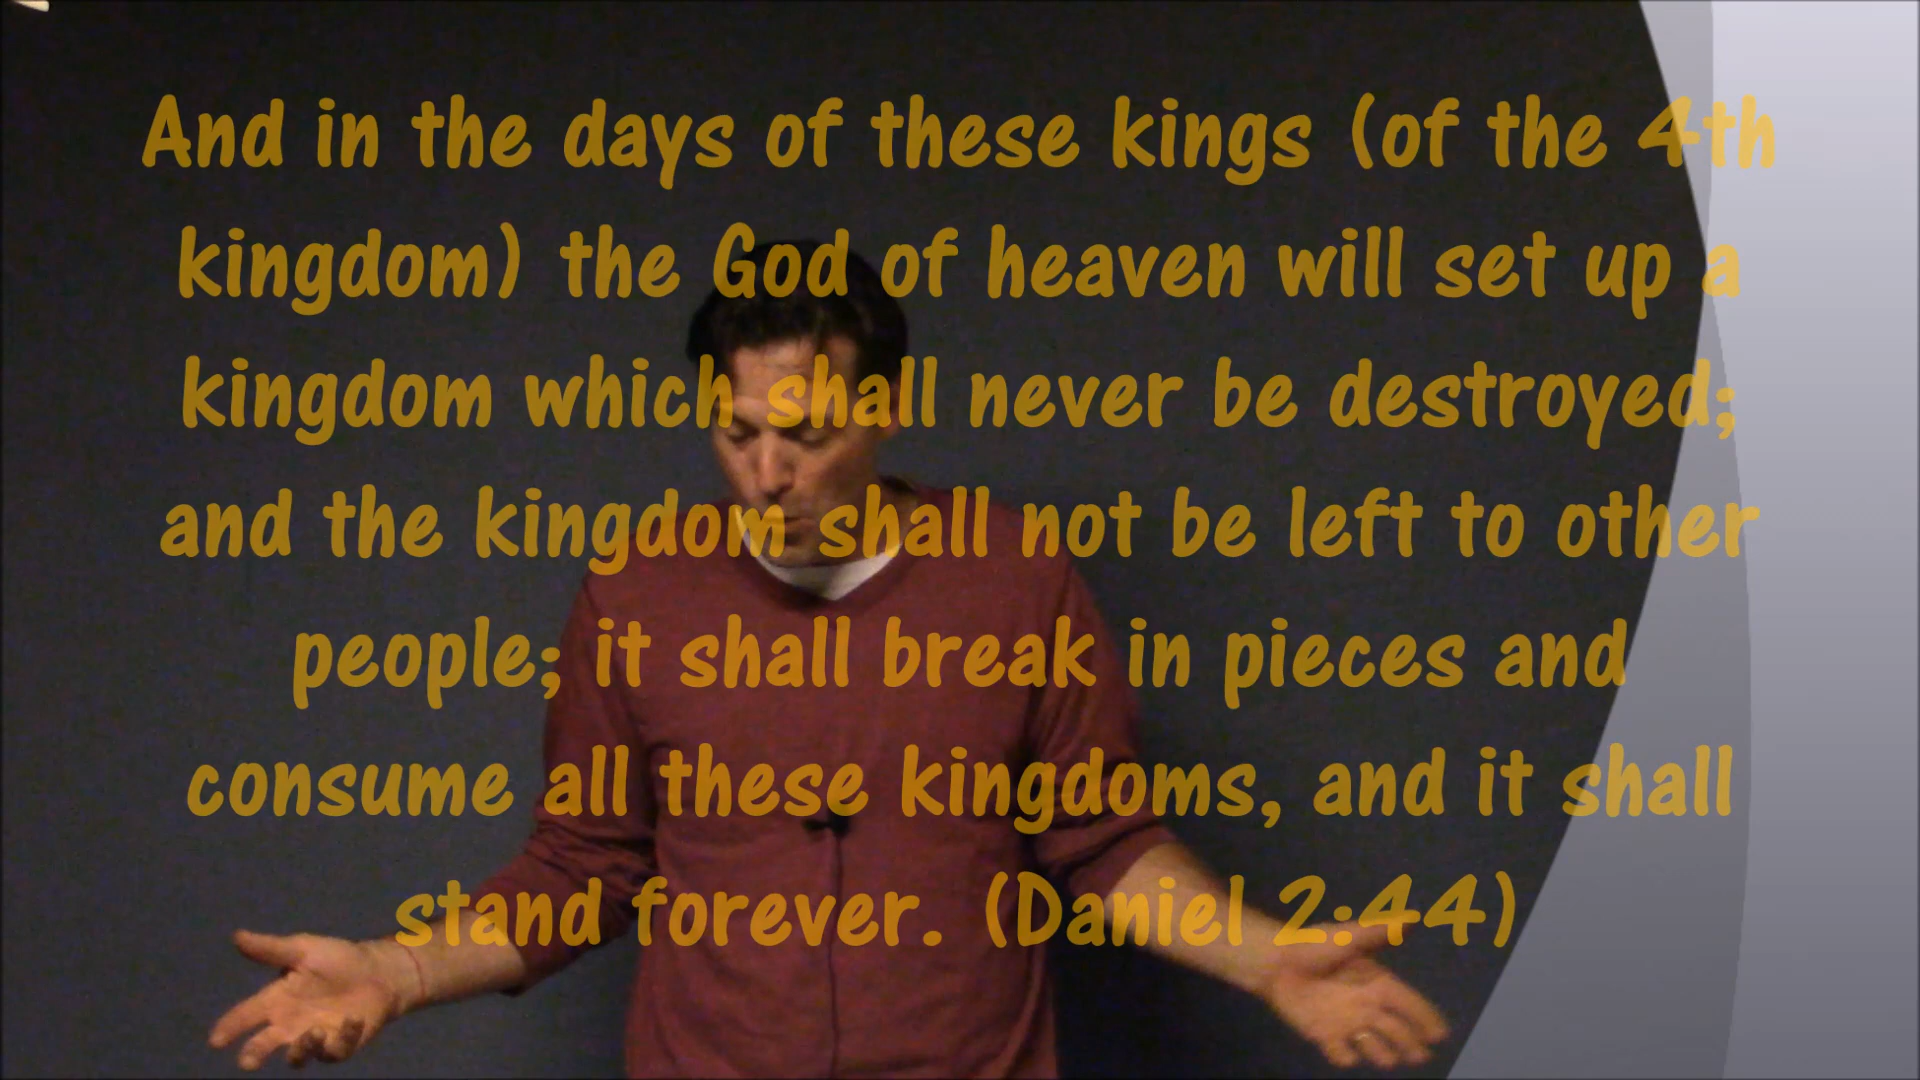 And in the days of these kings (of the 4th
kingdom) the God of heaven will set up a
kingdom which shall never be destroyed;
and the kingdom shall not be left to other
people; it shall break in pieces and
consume all these kingdoms, and it shall
stand forever. (Daniel 2:44)